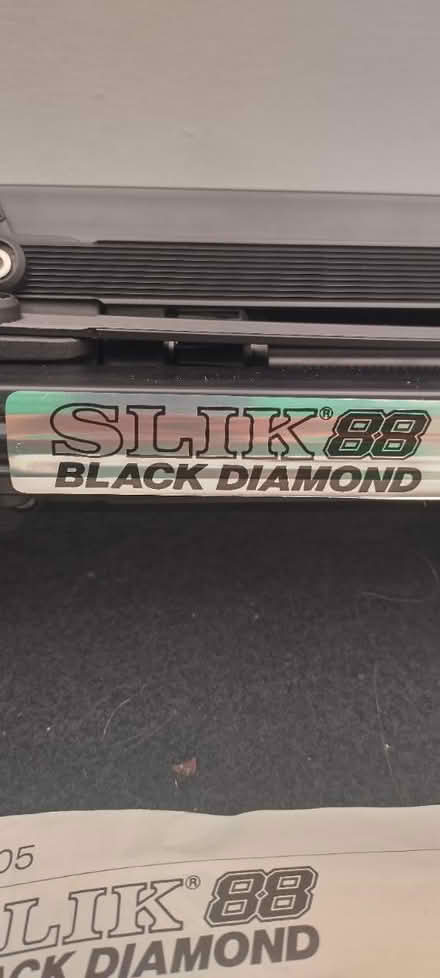 SLIK® 88
BLACK DIAMOND
05
LIK® 88
CK DIAMOND